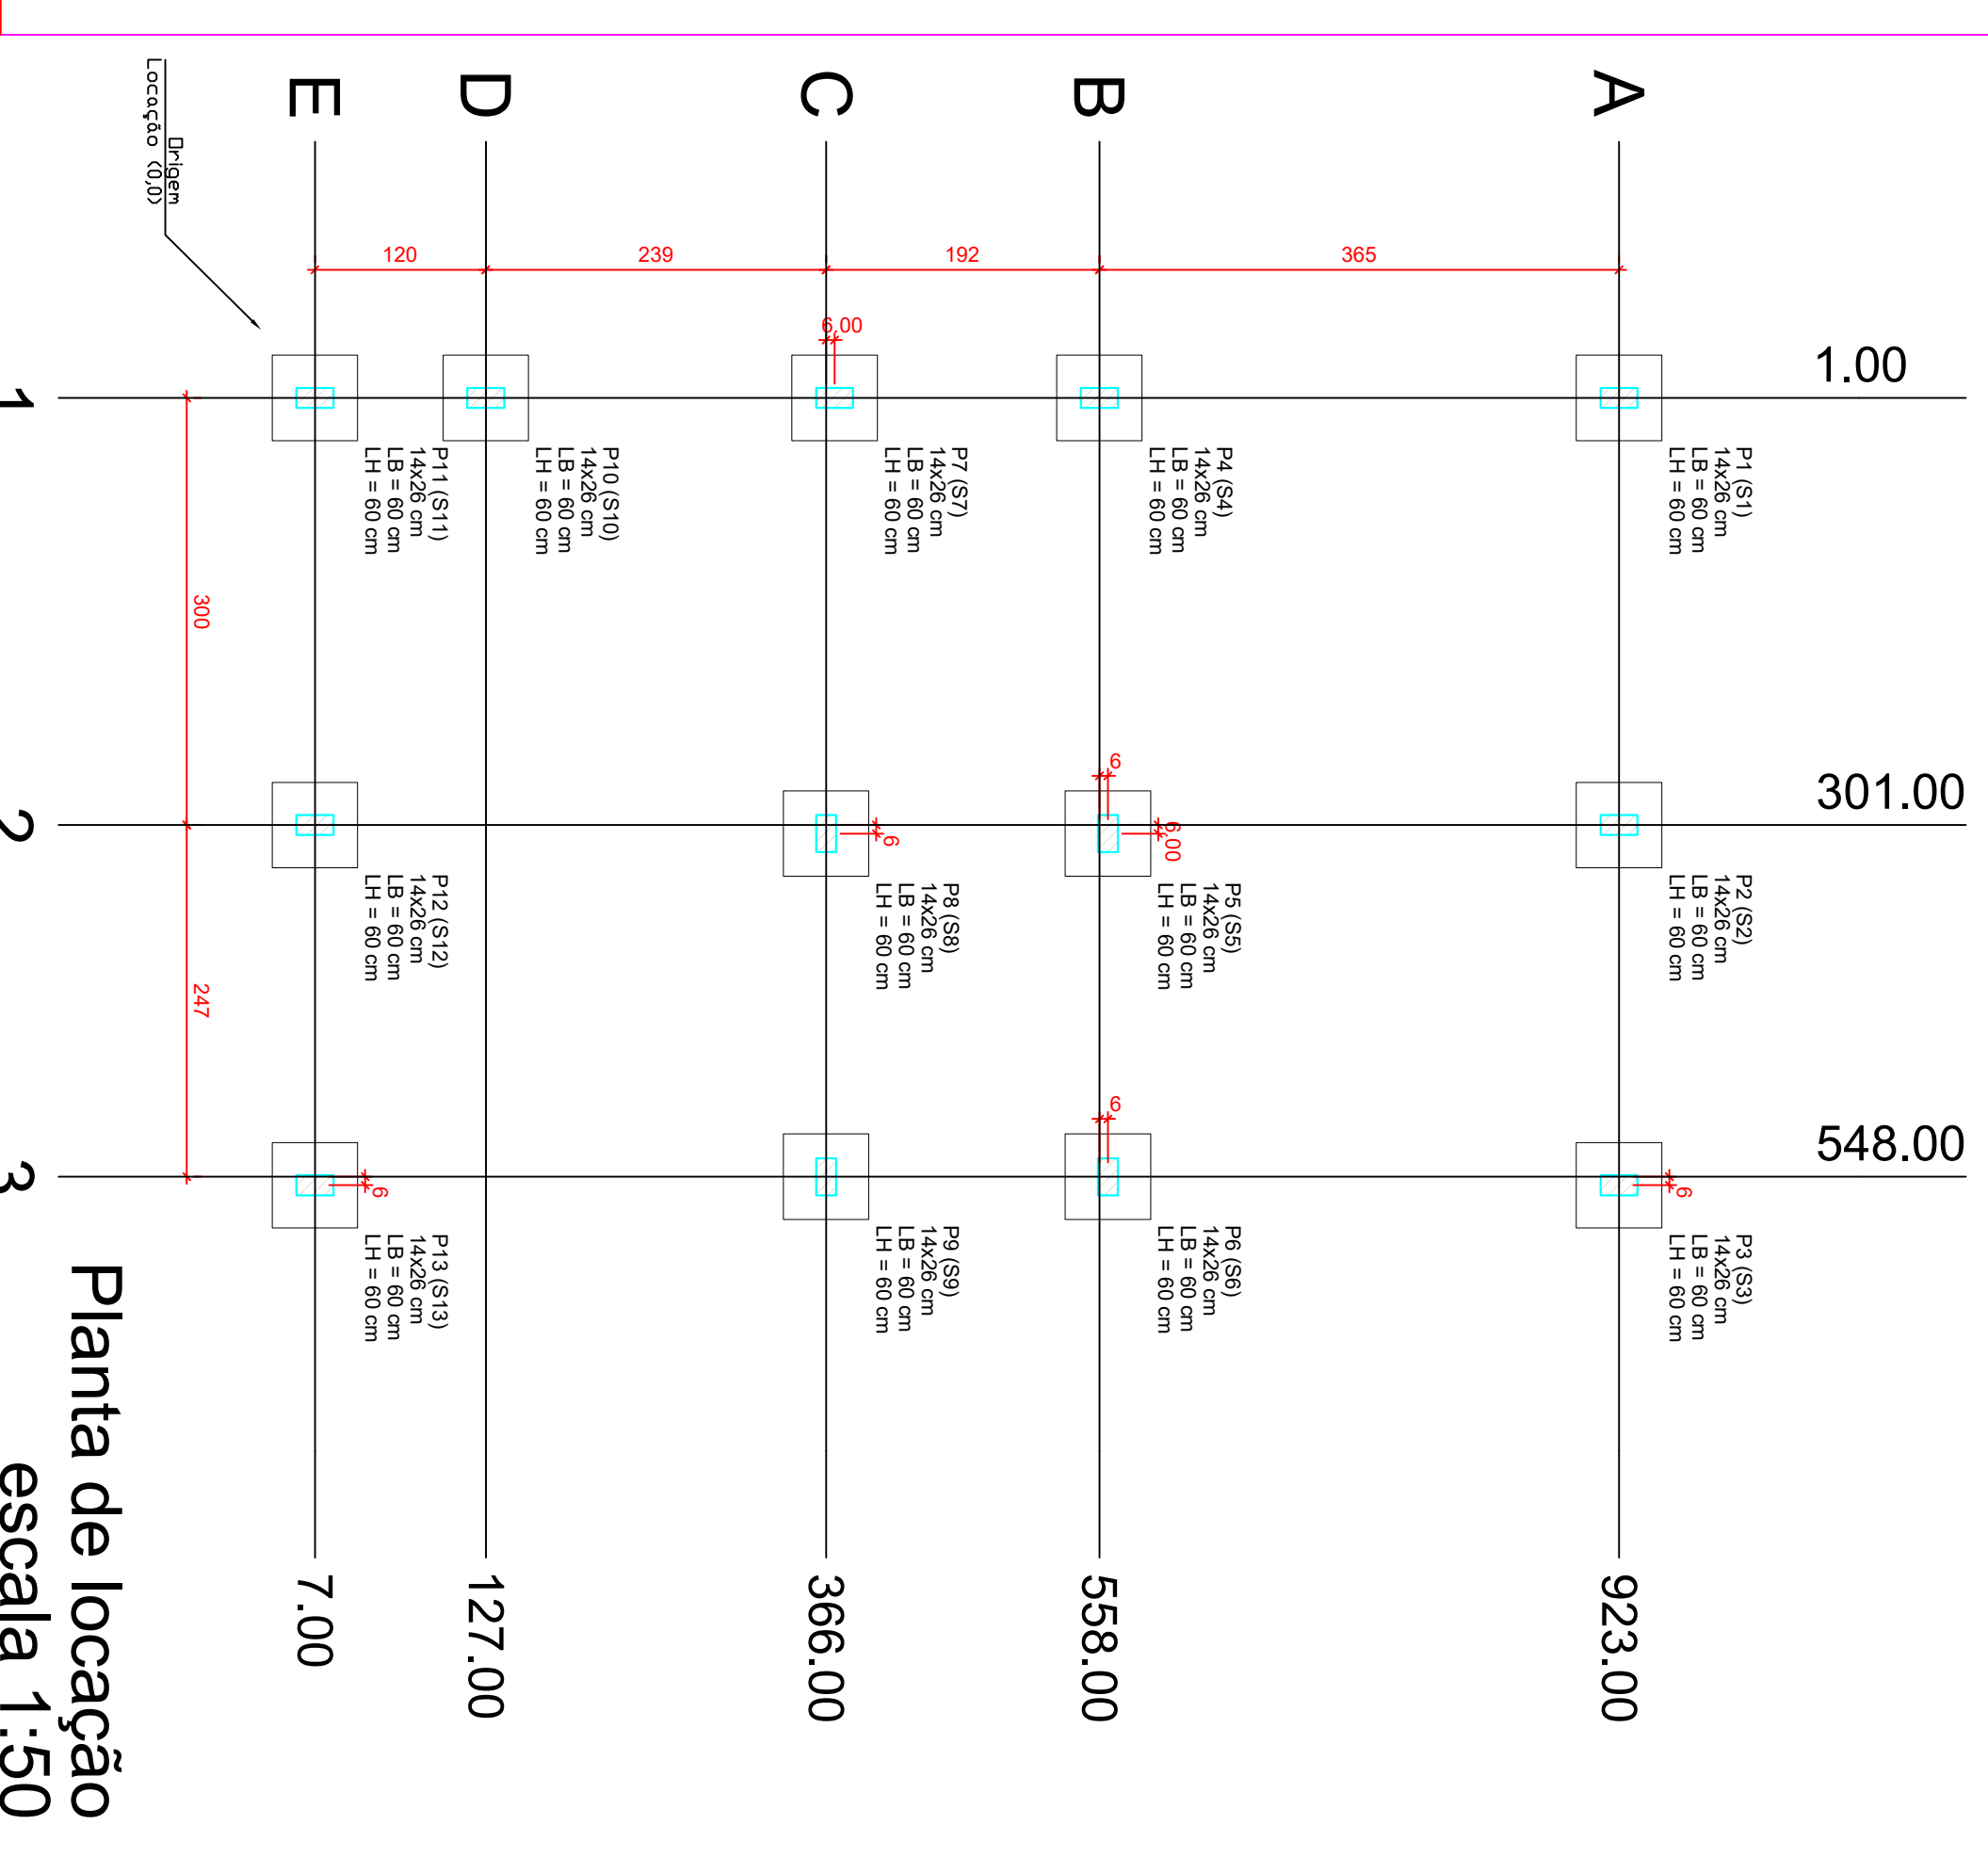 Origem
Locação (0,0)
E
D
C
B
A
120
239
192
365
6.00
1.00
1
P11 (S11)
14x26 cm
LB = 60 cm
LH = 60 cm
P10 (S10)
14x26 cm
LB = 60 cm
LH = 60 cm
P7 (S7)
14x26 cm
LB = 60 cm
LH = 60 cm
P4 (S4)
14x26 cm
LB = 60 cm
LH = 60 cm
P1 (S1)
14x26 cm
LB = 60 cm
LH = 60 cm
300
6
301.00
2
6
6.00
P12 (S12)
14x26 cm
LB = 60 cm
LH = 60 cm
P8 (S8)
14x26 cm
LB = 60 cm
LH = 60 cm
P5 (S5)
14x26 cm
LB = 60 cm
LH = 60 cm
P2 (S2)
14x26 cm
LB = 60 cm
LH = 60 cm
247
6
548.00
3
6
6
P13 (S13)
14x26 cm
LB = 60 cm
LH = 60 cm
P9 (S9)
14x26 cm
LB = 60 cm
LH = 60 cm
P6 (S6)
14x26 cm
LB = 60 cm
LH = 60 cm
P3 (S3)
14x26 cm
LB = 60 cm
LH = 60 cm
7.00
127.00
366.00
558.00
923.00
Planta de locação
escala 1:50